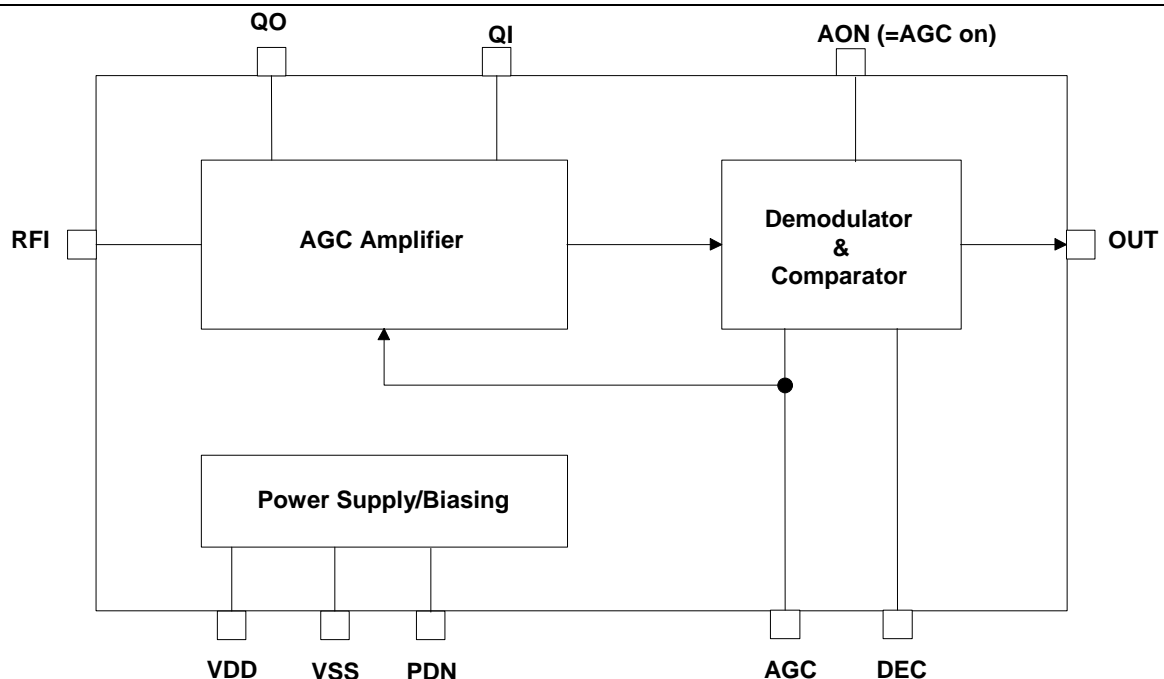 QO
QI
AON (=AGC on)
RFI
AGC Amplifier
Demodulator
&
Comparator
OUT
Power Supply/Biasing
VDD
VSS
PDN
AGC
DEC